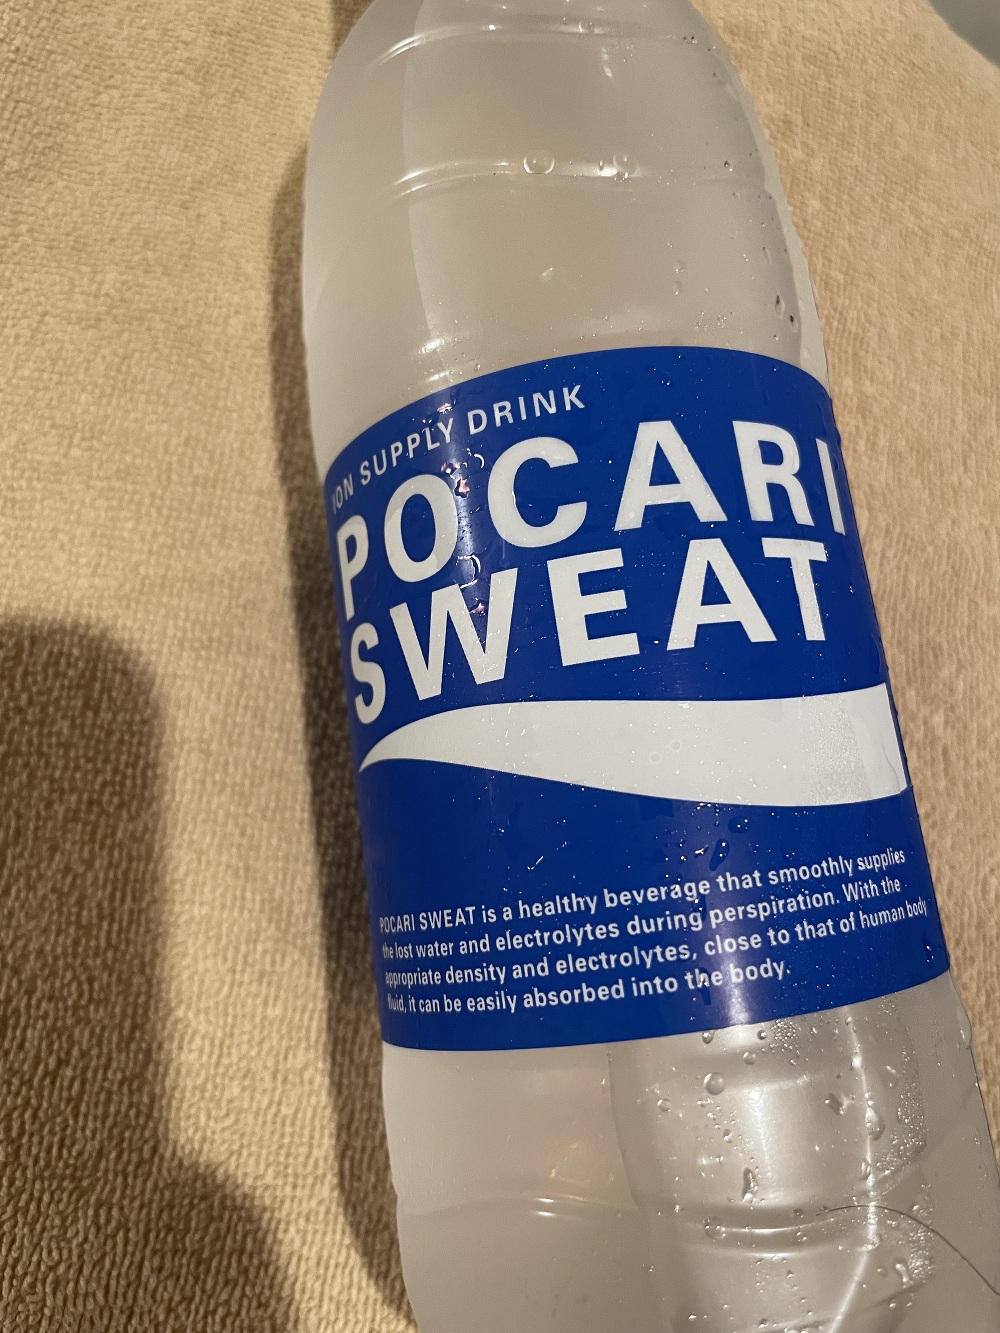 ION SUPPLY DRINK
POCARI
SWEAT
POCARI SWEAT is a healthy beverage that smoothly supplies
the lost water and electrolytes during perspiration. With the
appropriate density and electrolytes, close to that of human body
fluid, it can be easily absorbed into the body.